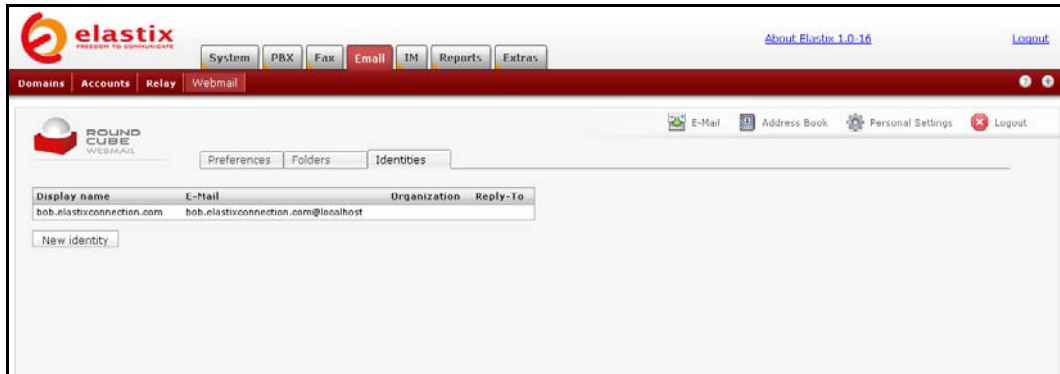 elastix
FREEDOM TO COMMUNICATE
About Elastix 1.0-16 Logout
System PBX Fax Email IM Reports Extras
Domains Accounts Relay Webmail
ROUND
CUBE
WEBMAIL
E-Mail Address Book Personal Settings Logout
Preferences Folders Identities
Display name E-Mail Organization Reply-To
bob.elastixconnection.com bob.elastixconnection.com@localhost
New identity